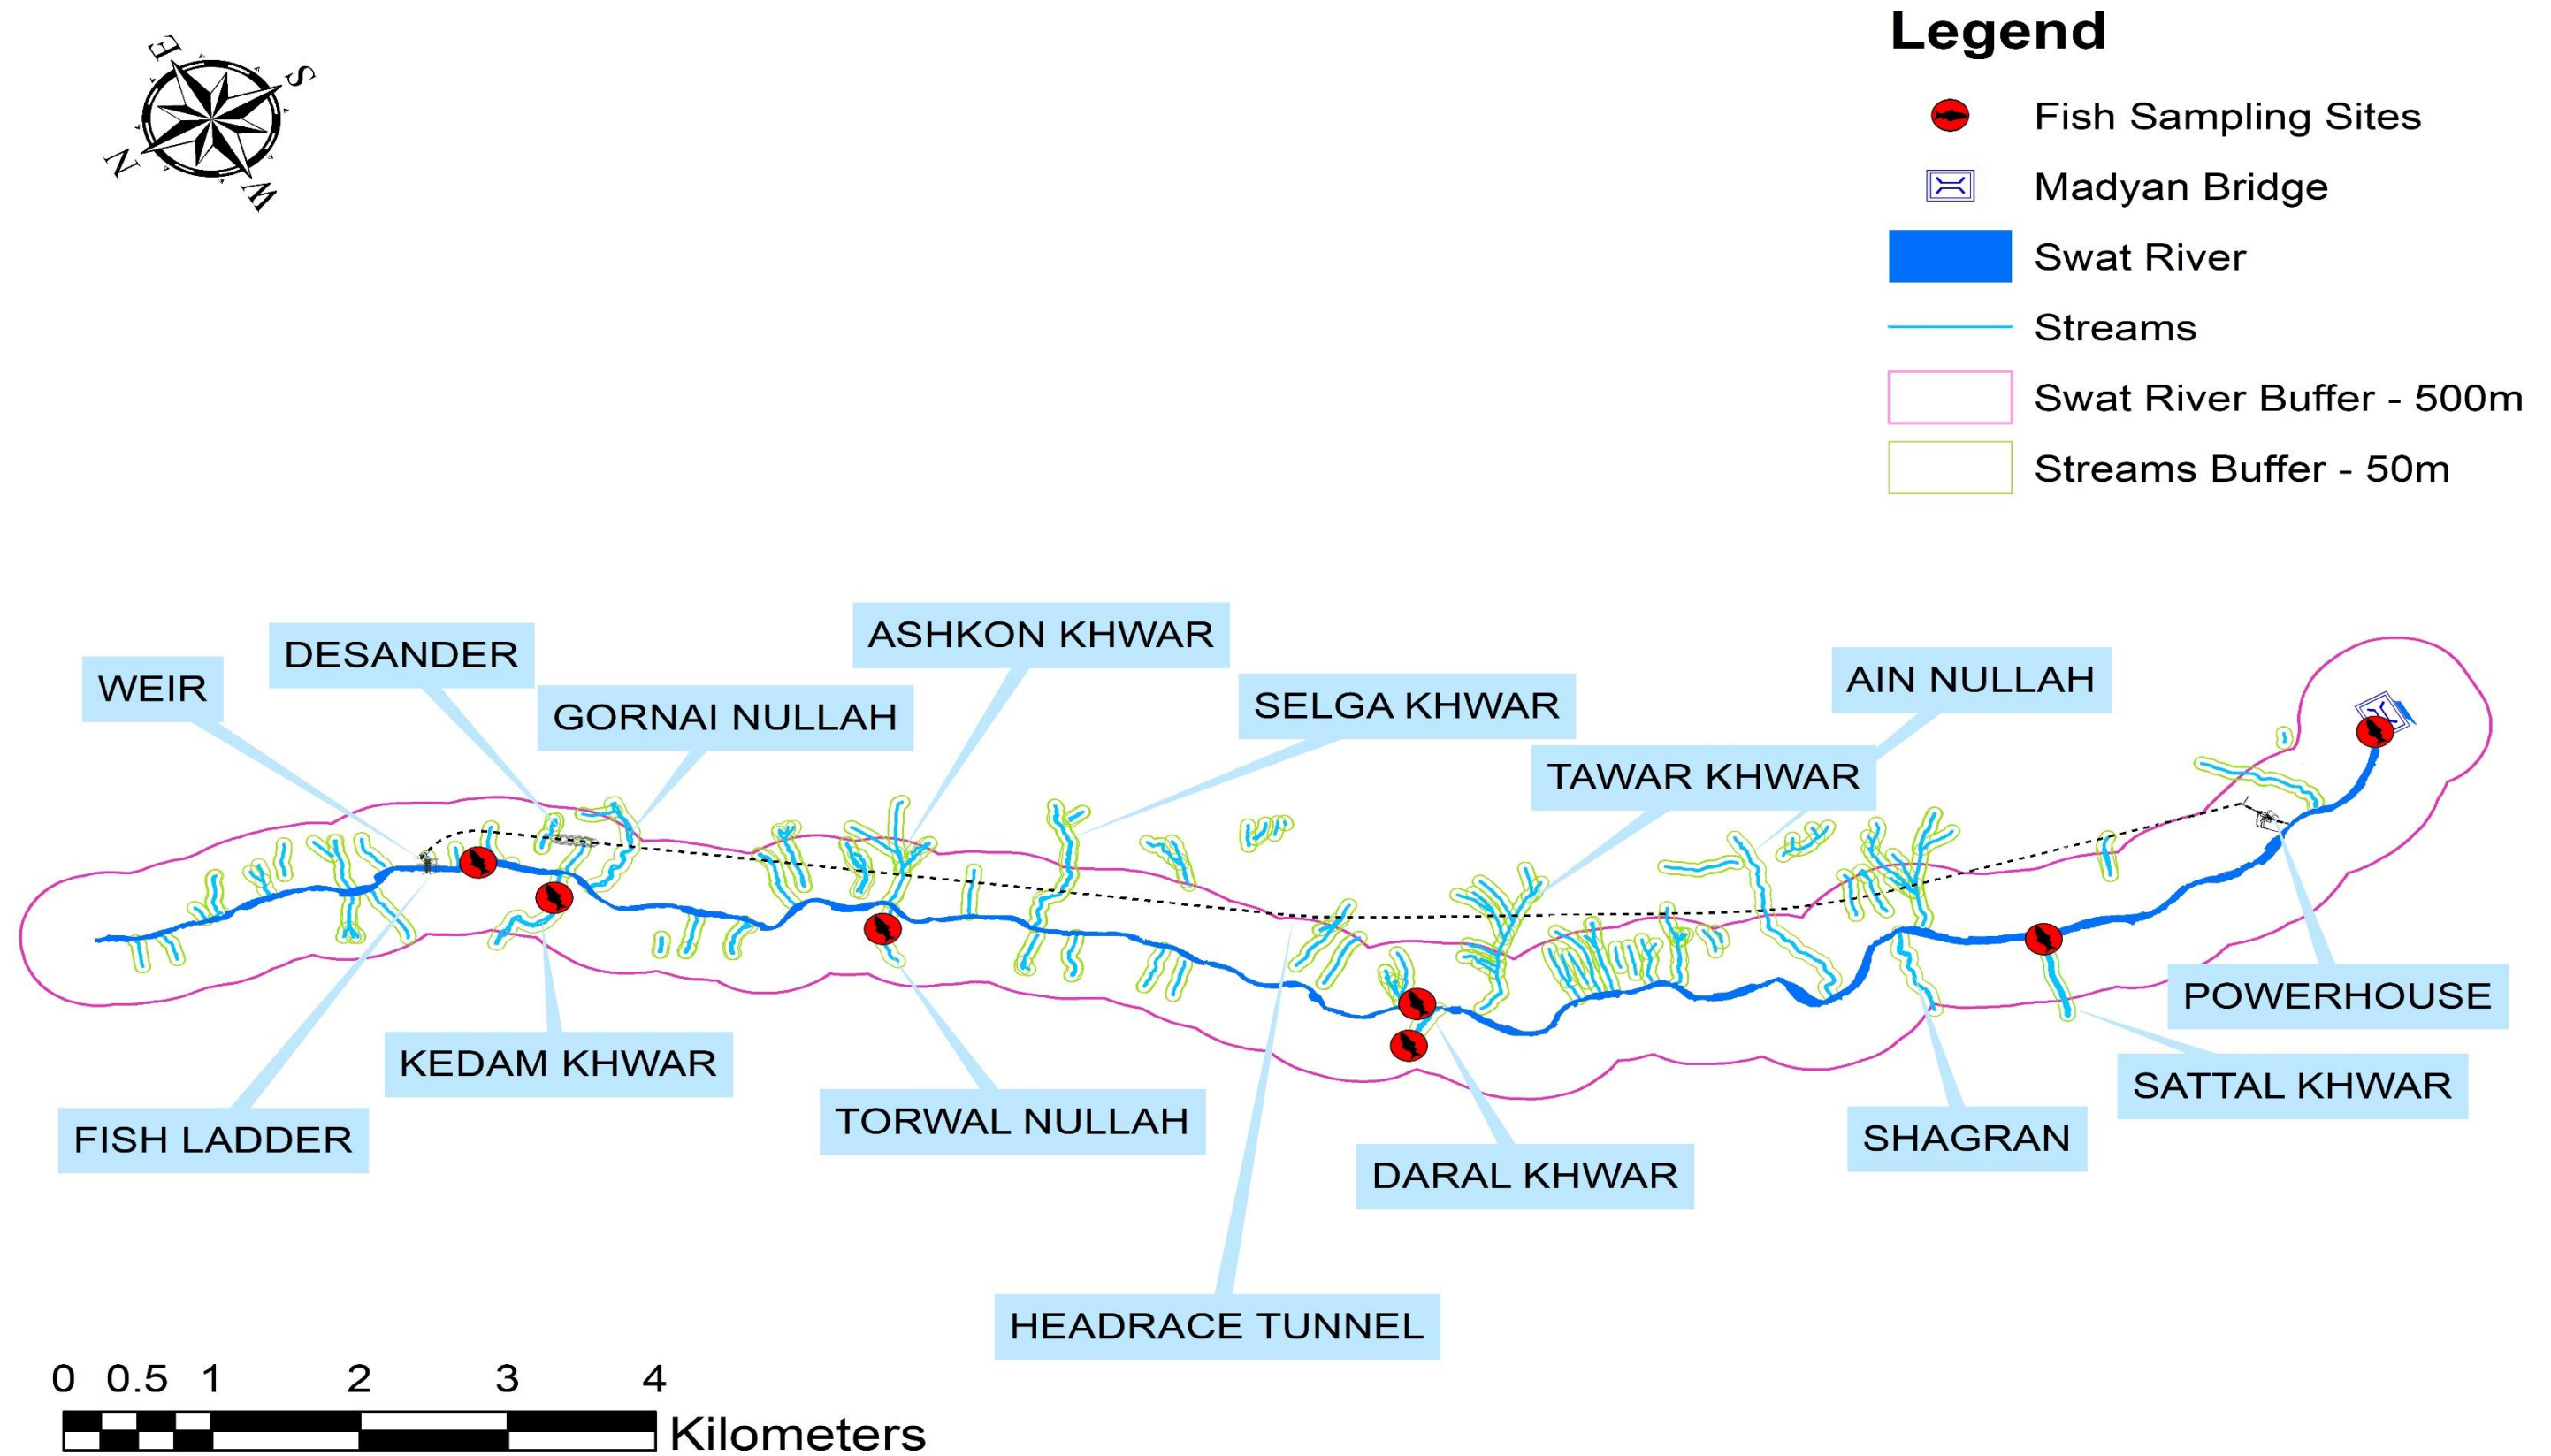 Legend
Fish Sampling Sites
Madyan Bridge
Swat River
Streams
Swat River Buffer - 500m
Streams Buffer - 50m
E
S
N
W
ASHKON KHWAR
DESANDER
WEIR
GORNAI NULLAH
SELGA KHWAR
AIN NULLAH
TAWAR KHWAR
POWERHOUSE
KEDAM KHWAR
SATTAL KHWAR
TORWAL NULLAH
FISH LADDER
SHAGRAN
DARAL KHWAR
HEADRACE TUNNEL
0 0.5 1 2 3 4
Kilometers